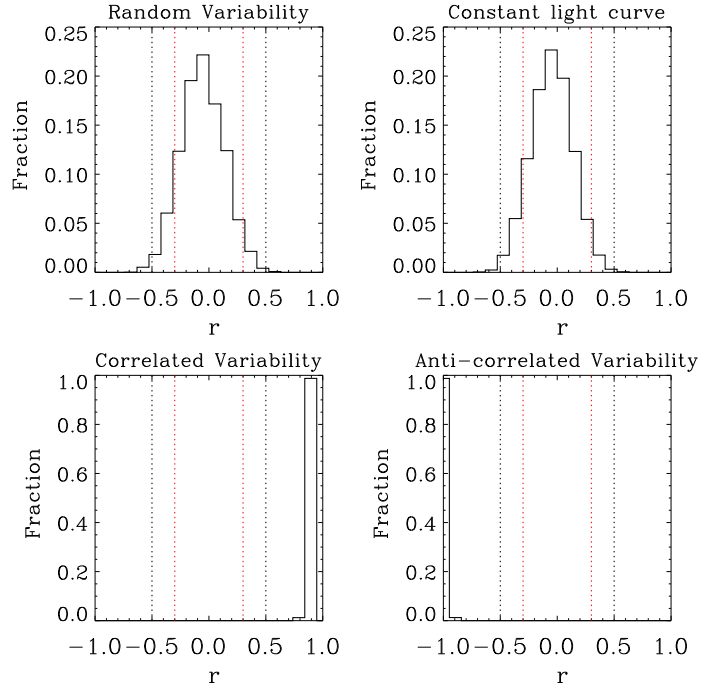 Random Variability
Constant light curve
0.25
0.20
0.15
0.10
0.05
0.00
Fraction
−1.0−0.5 0.0 0.5 1.0
r
0.25
0.20
0.15
0.10
0.05
0.00
Fraction
−1.0−0.5 0.0 0.5 1.0
r
Correlated Variability
Anti−correlated Variability
1.0
0.8
0.6
0.4
0.2
0.0
Fraction
−1.0−0.5 0.0 0.5 1.0
r
1.0
0.8
0.6
0.4
0.2
0.0
Fraction
−1.0−0.5 0.0 0.5 1.0
r